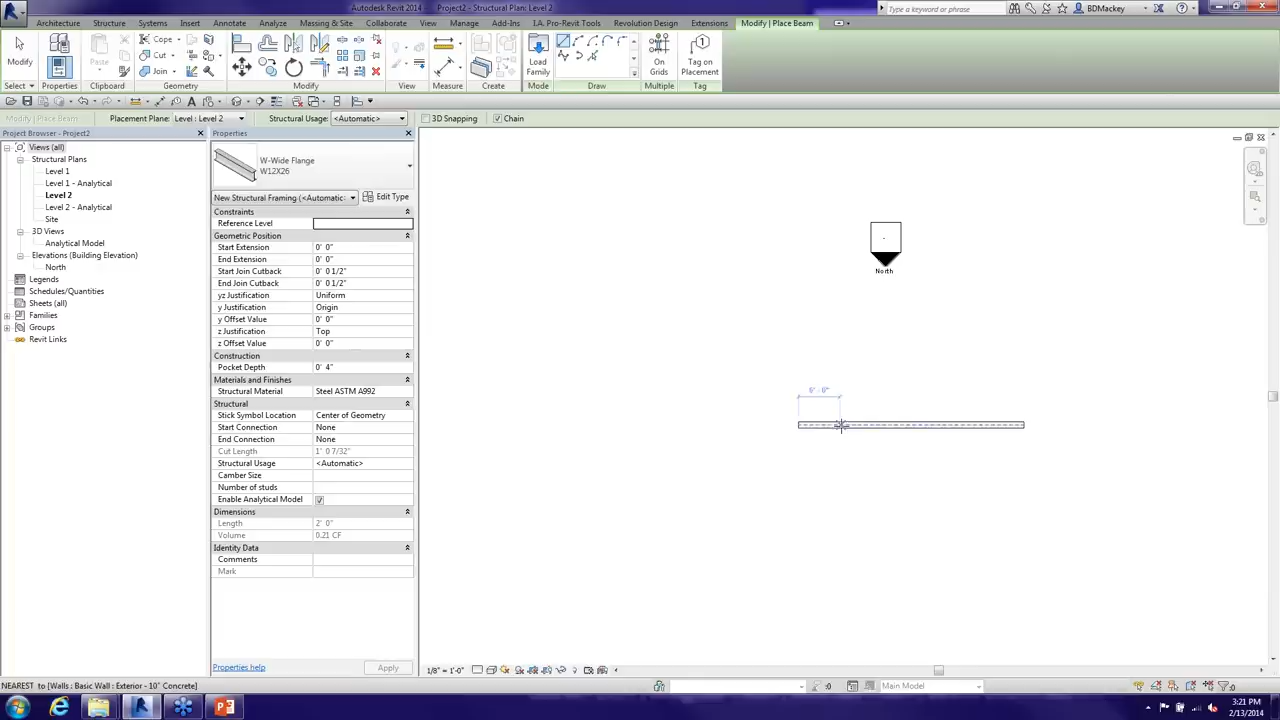 Autodesk Revit 2014 - Project2 - Structural Plan: Level 2
Type a keyword or phrase
BDMackey
Architecture Structure Systems Insert Annotate Analyze Massing & Site Collaborate View Manage Add-Ins I.A. Pro-Revit Tools Revolution Design Extensions Modify | Place Beam
Modify
Paste
Cope
Cut
Join
Load
Family
On
Grids
Tag on
Placement
Select Properties Clipboard Geometry Modify View Measure Create Mode Draw Multiple Tag
Modify | Place Beam Placement Plane: Level : Level 2 Structural Usage: <Automatic> 3D Snapping Chain
Project Browser - Project2
Views (all)
Structural Plans
Level 1
Level 1 - Analytical
Level 2
Level 2 - Analytical
Site
3D Views
Analytical Model
Elevations (Building Elevation)
North
Legends
Schedules/Quantities
Sheets (all)
Families
Groups
Revit Links
Properties
W-Wide Flange
W12X26
New Structural Framing (<Automatic> Edit Type
Constraints
Reference Level
Geometric Position
Start Extension 0' 0"
End Extension 0' 0"
Start Join Cutback 0' 0 1/2"
End Join Cutback 0' 0 1/2"
yz Justification Uniform
y Justification Origin
y Offset Value 0' 0"
z Justification Top
z Offset Value 0' 0"
Construction
Pocket Depth 0' 4"
Materials and Finishes
Structural Material Steel ASTM A992
Structural
Stick Symbol Location Center of Geometry
Start Connection None
End Connection None
Cut Length 1' 0 7/32"
Structural Usage <Automatic>
Camber Size
Number of studs
Enable Analytical Model
Dimensions
Length 2' 0"
Volume 0.21 CF
Identity Data
Comments
Mark
Properties help Apply
North
6' - 0"
1/8" = 1'-0"
NEAREST to [Walls : Basic Wall : Exterior - 10" Concrete]
:0
Main Model
:0
3:21 PM
2/13/2014